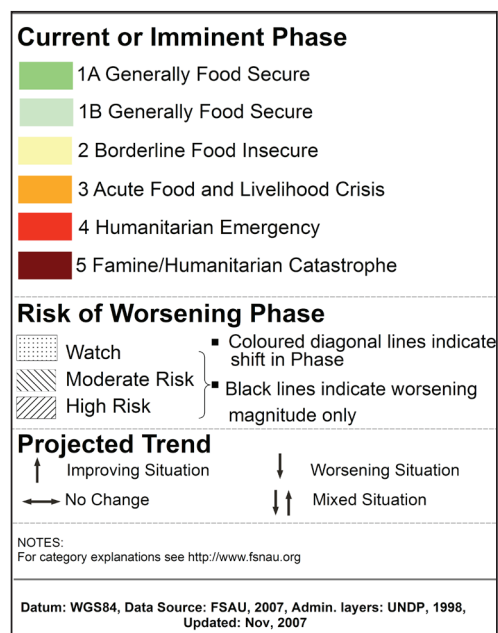 Current or Imminent Phase
1A Generally Food Secure
1B Generally Food Secure
2 Borderline Food Insecure
3 Acute Food and Livelihood Crisis
4 Humanitarian Emergency
5 Famine/Humanitarian Catastrophe
Risk of Worsening Phase
Watch
Moderate Risk
High Risk
▪ Coloured diagonal lines indicate
shift in Phase
▪ Black lines indicate worsening
magnitude only
Projected Trend
Improving Situation
Worsening Situation
No Change
Mixed Situation
NOTES:
For category explanations see http://www.fsnau.org
Datum: WGS84, Data Source: FSAU, 2007, Admin. layers: UNDP, 1998,
Updated: Nov, 2007